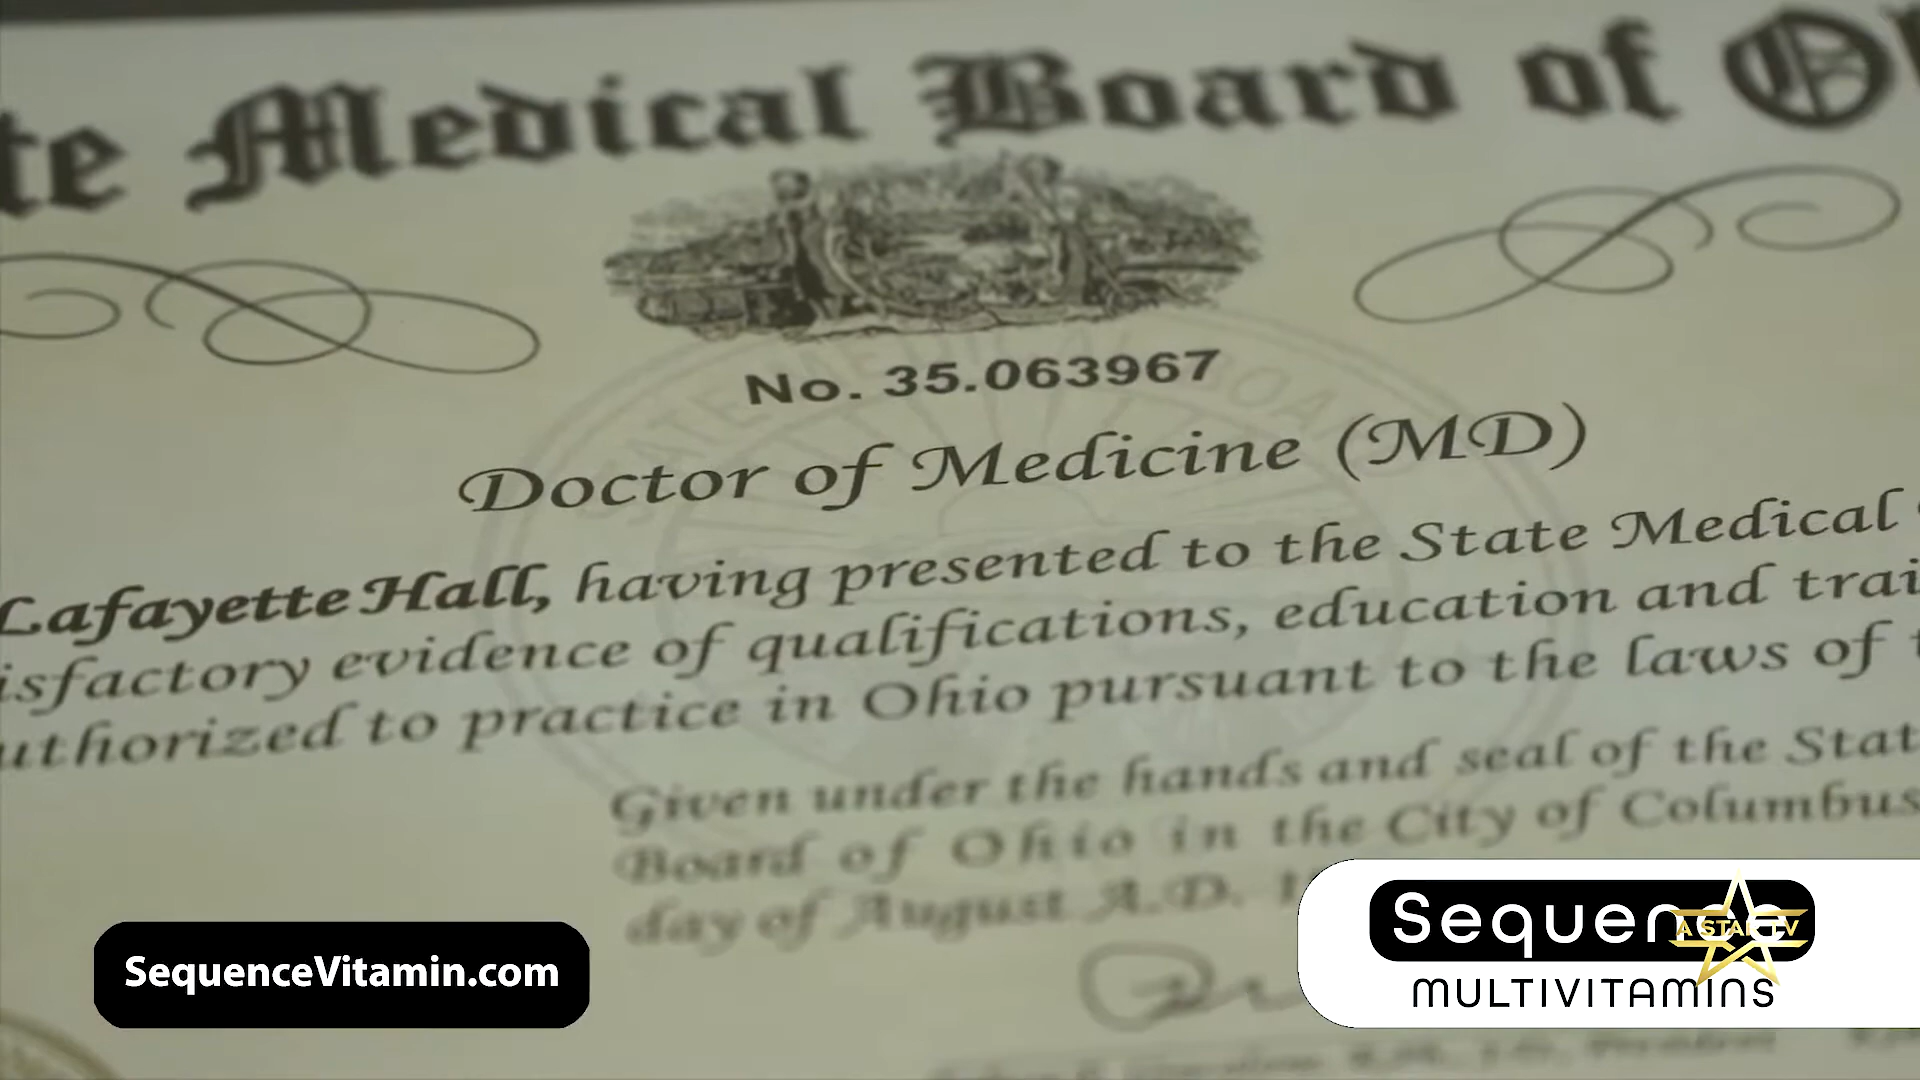 te Medical Board of O
No. 35.063967
Doctor of Medicine (MD)
Lafayette Hall, having presented to the State Medical
isfactory evidence of qualifications, education and trai
uthorized to practice in Ohio pursuant to the laws of t
Given under the hands and seal of the Stat
Board of Ohio in the City of Columbus
day of August A.D. 1
SequenceVitamin.com
Sequence
A STAR TV
MULTIVITAMINS